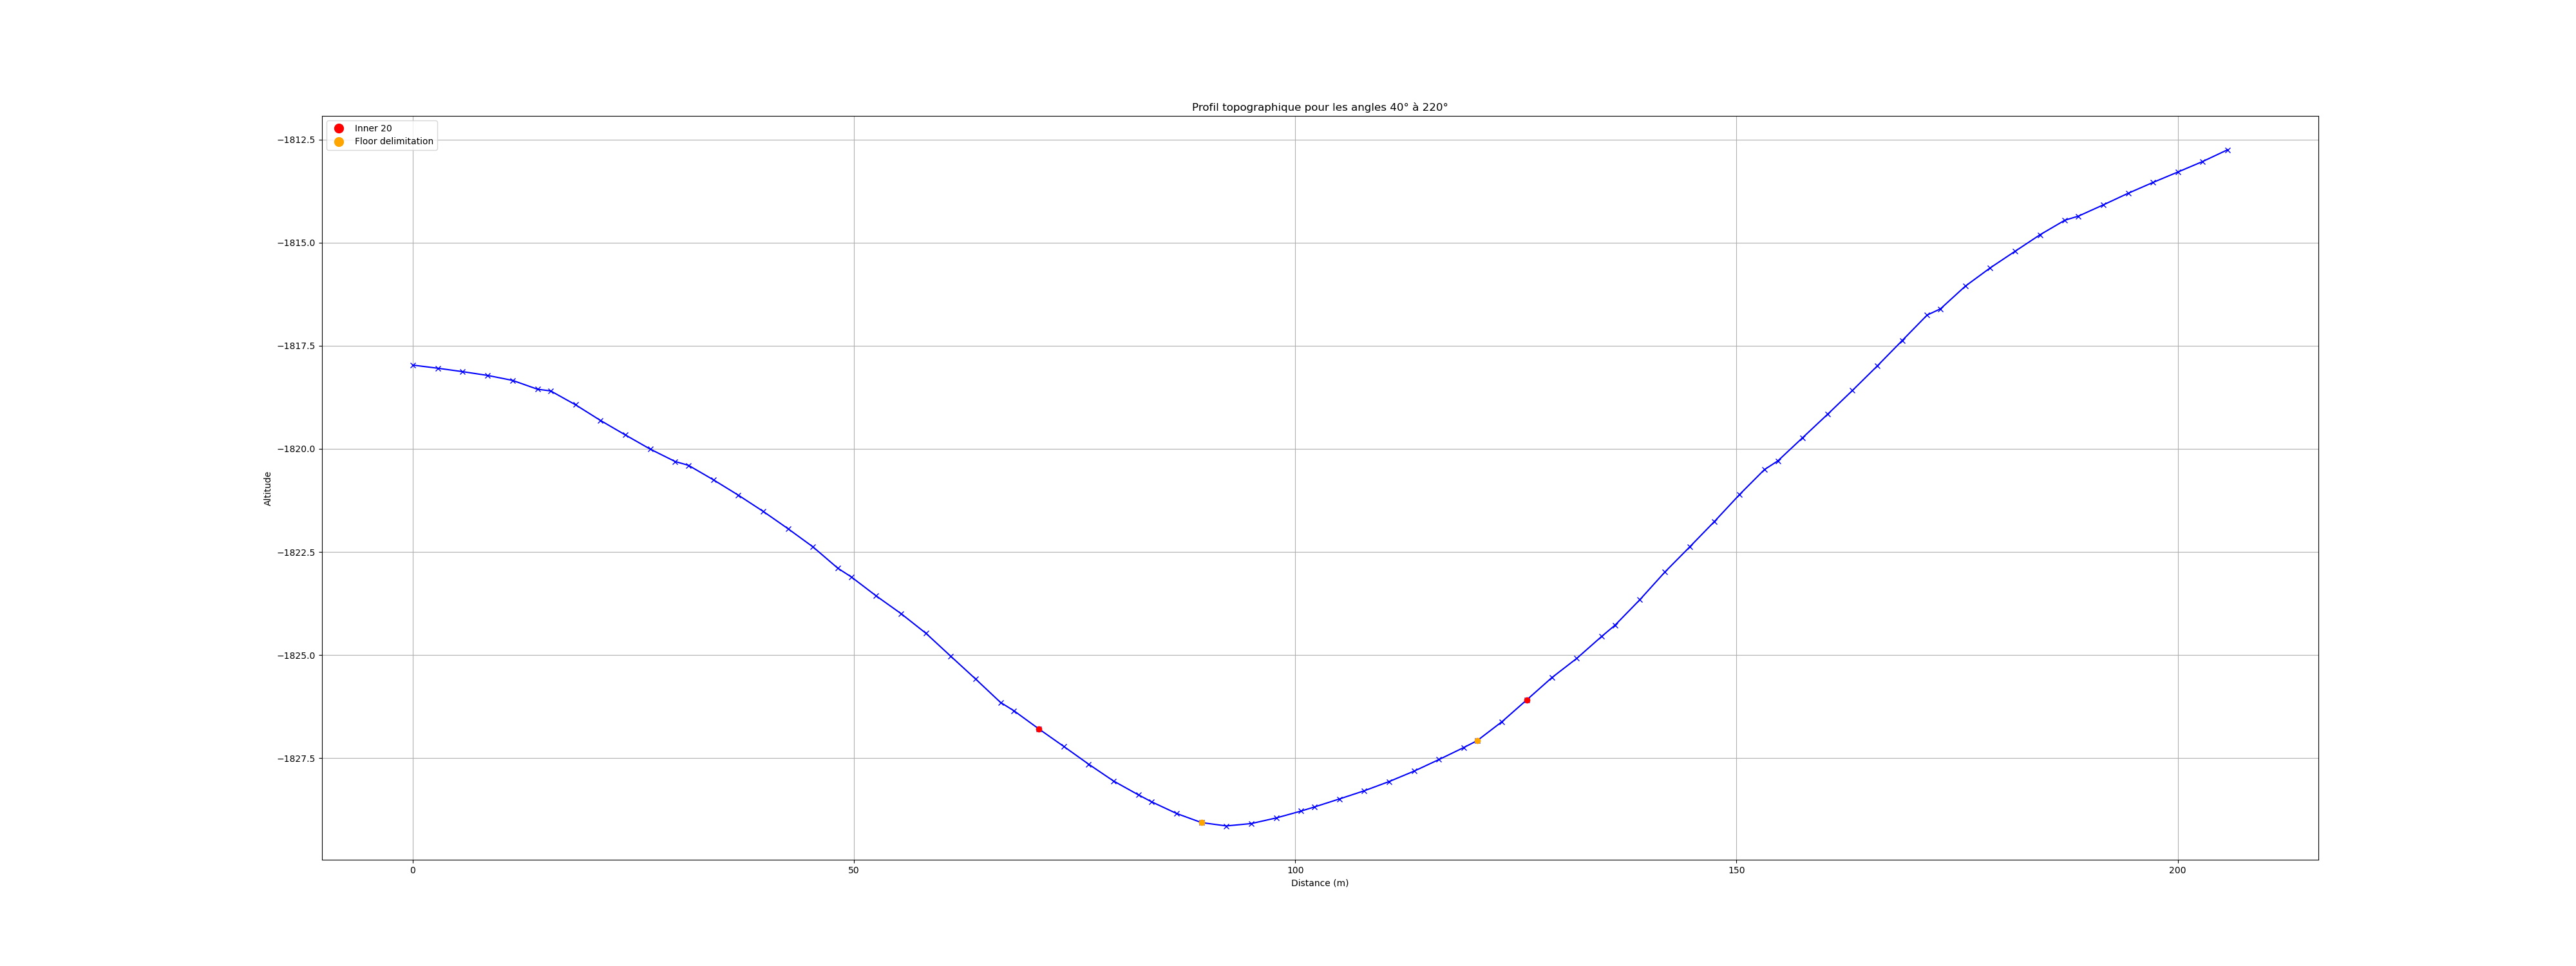 Profil topographique pour les angles 40° à 220°
Inner 20
Floor delimitation
−1812.5
−1815.0
−1817.5
−1820.0
−1822.5
−1825.0
−1827.5
Altitude
0 50 100 150 200
Distance (m)